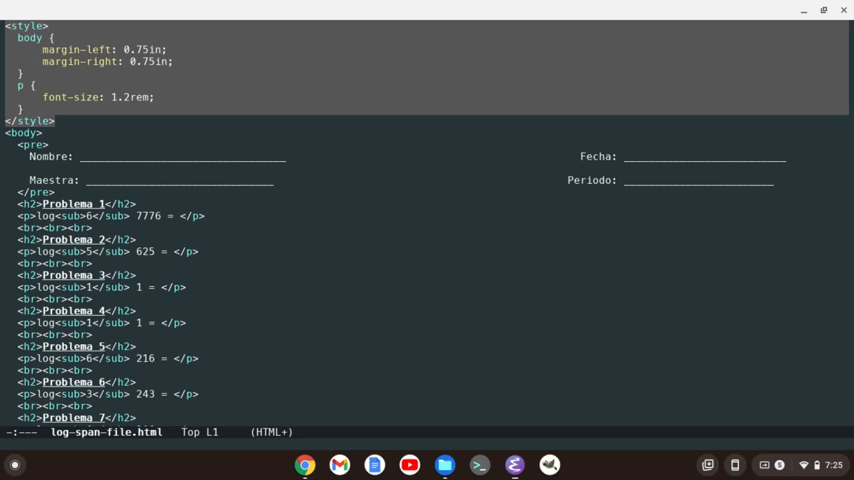 <style>
body {
margin-left: 0.75in;
margin-right: 0.75in;
}
p {
font-size: 1.2rem;
}
</style>
<body>
<pre>
Nombre: _________________________________ Fecha: __________________________
Maestra: ______________________________ Periodo: ________________________
</pre>
<h2>Problema 1</h2>
<p>log<sub>6</sub> 7776 = </p>
<br><br><br>
<h2>Problema 2</h2>
<p>log<sub>5</sub> 625 = </p>
<br><br><br>
<h2>Problema 3</h2>
<p>log<sub>1</sub> 1 = </p>
<br><br><br>
<h2>Problema 4</h2>
<p>log<sub>1</sub> 1 = </p>
<br><br><br>
<h2>Problema 5</h2>
<p>log<sub>6</sub> 216 = </p>
<br><br><br>
<h2>Problema 6</h2>
<p>log<sub>3</sub> 243 = </p>
<br><br><br>
<h2>Problema 7</h2>
-:--- log-span-file.html Top L1 (HTML+)
5 7:25